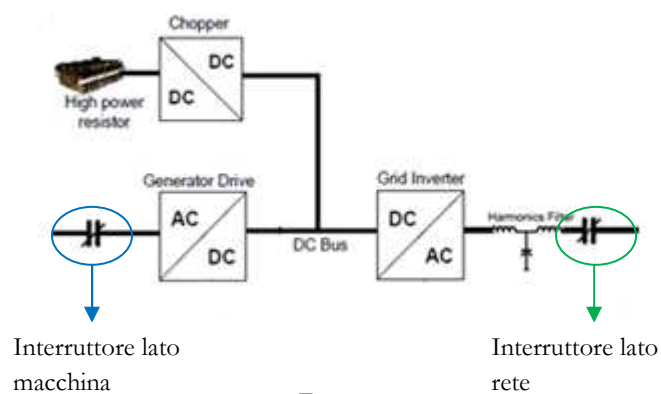 Chopper
DC
DC
High power
resistor
Generator Drive
AC
DC
DC Bus
Grid Inverter
DC
AC
Harmonics Filter
Interruttore lato
macchina
Interruttore lato
rete